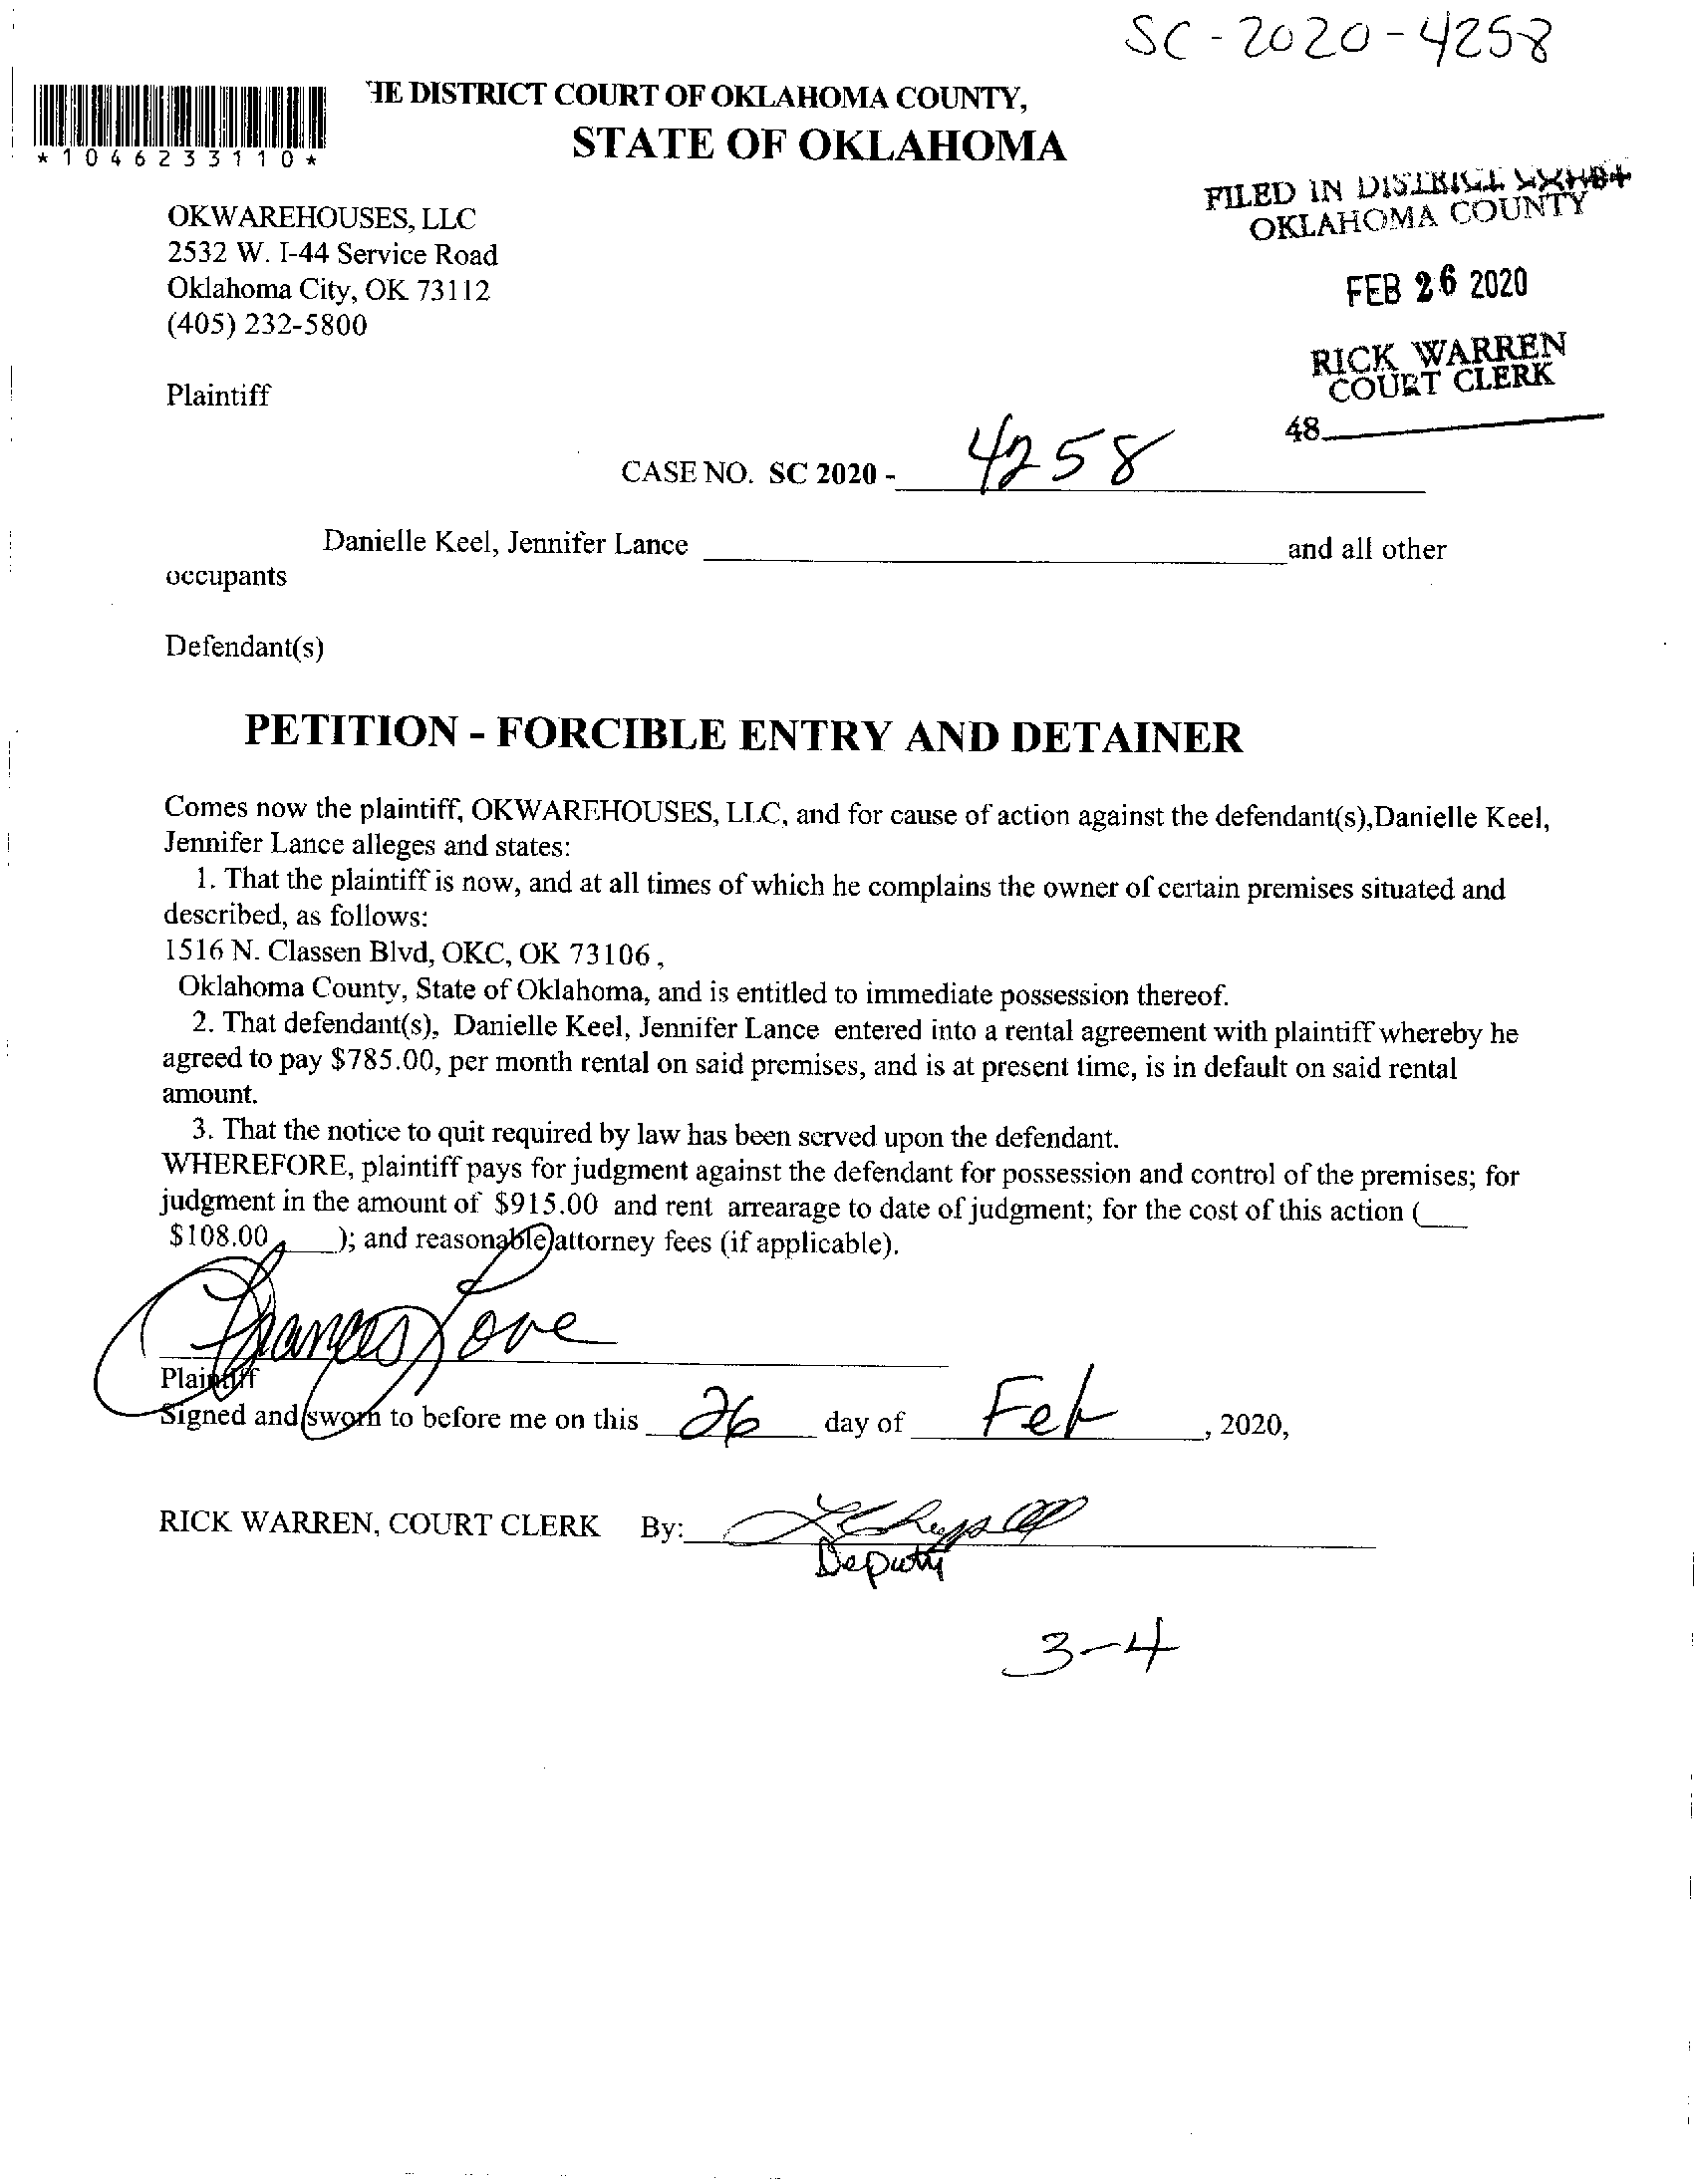 SC-2020-4258
HE DISTRICT COURT OF OKLAHOMA COUNTY,
STATE OF OKLAHOMA
*1046233110*
FILED IN DISTRICT
OKLAHOMA COUNTY
OKWAREHOUSES, LLC
2532 W. I-44 Service Road
Oklahoma City, OK 73112
(405) 232-5800
FEB 26 2020
RICK WARREN
COURT CLERK
48
Plaintiff
CASE NO. SC 2020 - 4258
Danielle Keel, Jennifer Lance and all other
occupants
Defendant(s)
PETITION - FORCIBLE ENTRY AND DETAINER
Comes now the plaintiff, OKWAREHOUSES, LLC, and for cause of action against the defendant(s),Danielle Keel,
Jennifer Lance alleges and states:
1. That the plaintiff is now, and at all times of which he complains the owner of certain premises situated and
described, as follows:
1516 N. Classen Blvd, OKC, OK 73106 ,
Oklahoma County, State of Oklahoma, and is entitled to immediate possession thereof.
2. That defendant(s), Danielle Keel, Jennifer Lance entered into a rental agreement with plaintiff whereby he
agreed to pay $785.00, per month rental on said premises, and is at present time, is in default on said rental
amount.
3. That the notice to quit required by law has been served upon the defendant.
WHEREFORE, plaintiff pays for judgment against the defendant for possession and control of the premises; for
judgment in the amount of $915.00 and rent arrearage to date of judgment; for the cost of this action (
$108.00 ); and reasonable attorney fees (if applicable).
Love
Plaintiff
Signed and sworn to before me on this 26 day of Feb , 2020,
RICK WARREN, COURT CLERK By:
Deputy
3-4